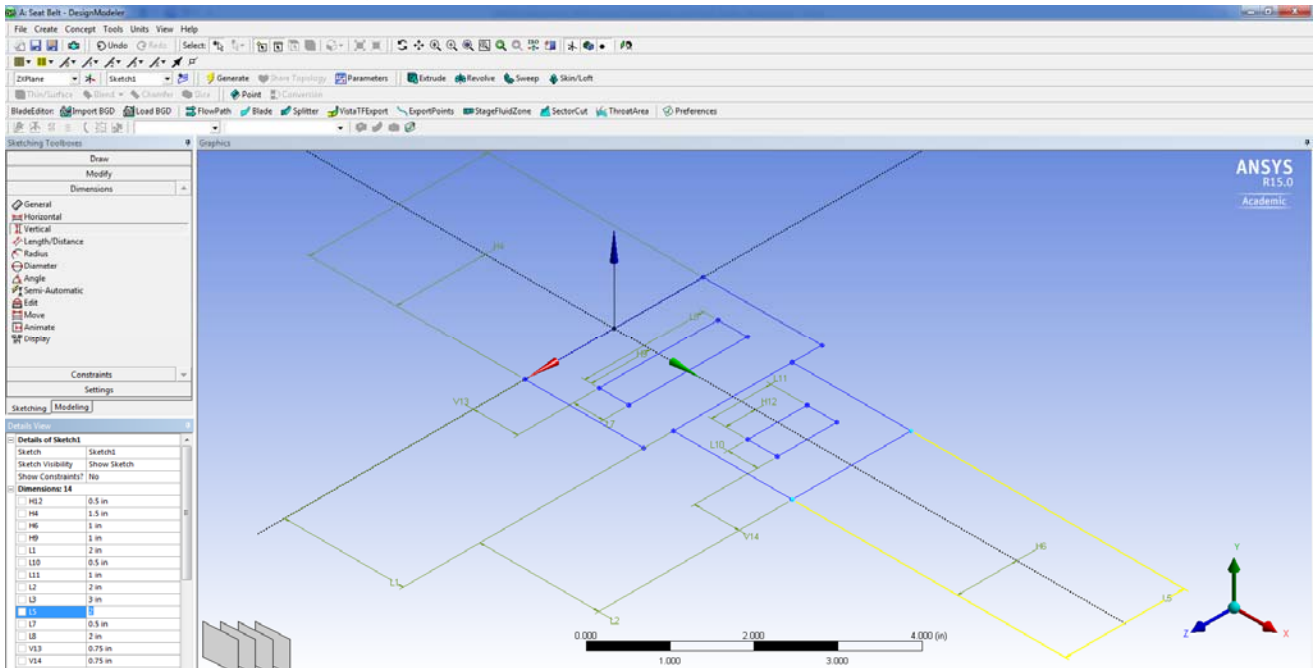 A: Seat Belt - DesignModeler
File Create Concept Tools Units View Help
Undo Redo Select:
ZXPlane Sketch1 Generate Share Topology Parameters Extrude Revolve Sweep Skin/Loft
Thin/Surface Blend Chamfer Slice Point Conversion
BladeEditor: Import BGD Load BGD FlowPath Blade Splitter VistaTFExport ExportPoints StageFluidZone SectorCut ThroatArea Preferences
Sketching Toolboxes
Draw
Modify
Dimensions
General
Horizontal
Vertical
Length/Distance
Radius
Diameter
Angle
Semi-Automatic
Edit
Move
Animate
Display
Constraints
Settings
Sketching Modeling
Details View
Details of Sketch1
Sketch Sketch1
Sketch Visibility Show Sketch
Show Constraints? No
Dimensions: 14
H12 0.5 in
H4 1.5 in
H6 1 in
H9 1 in
L1 2 in
L10 0.5 in
L11 1 in
L2 2 in
L3 3 in
L5 2
L7 0.5 in
L8 2 in
V13 0.75 in
V14 0.75 in
Graphics
ANSYS
R15.0
Academic
H4
L8
H9
L11
V13
L7
H12
L10
V14
H6
L1
L5
L2
0.000 2.000 4.000 (in)
1.000 3.000
Y
Z X